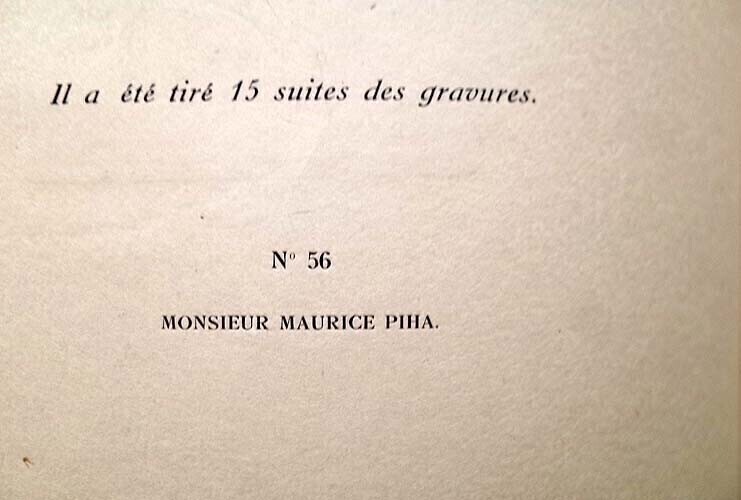 Il a été tiré 15 suites des gravures.
Nº 56
MONSIEUR MAURICE PIHA.